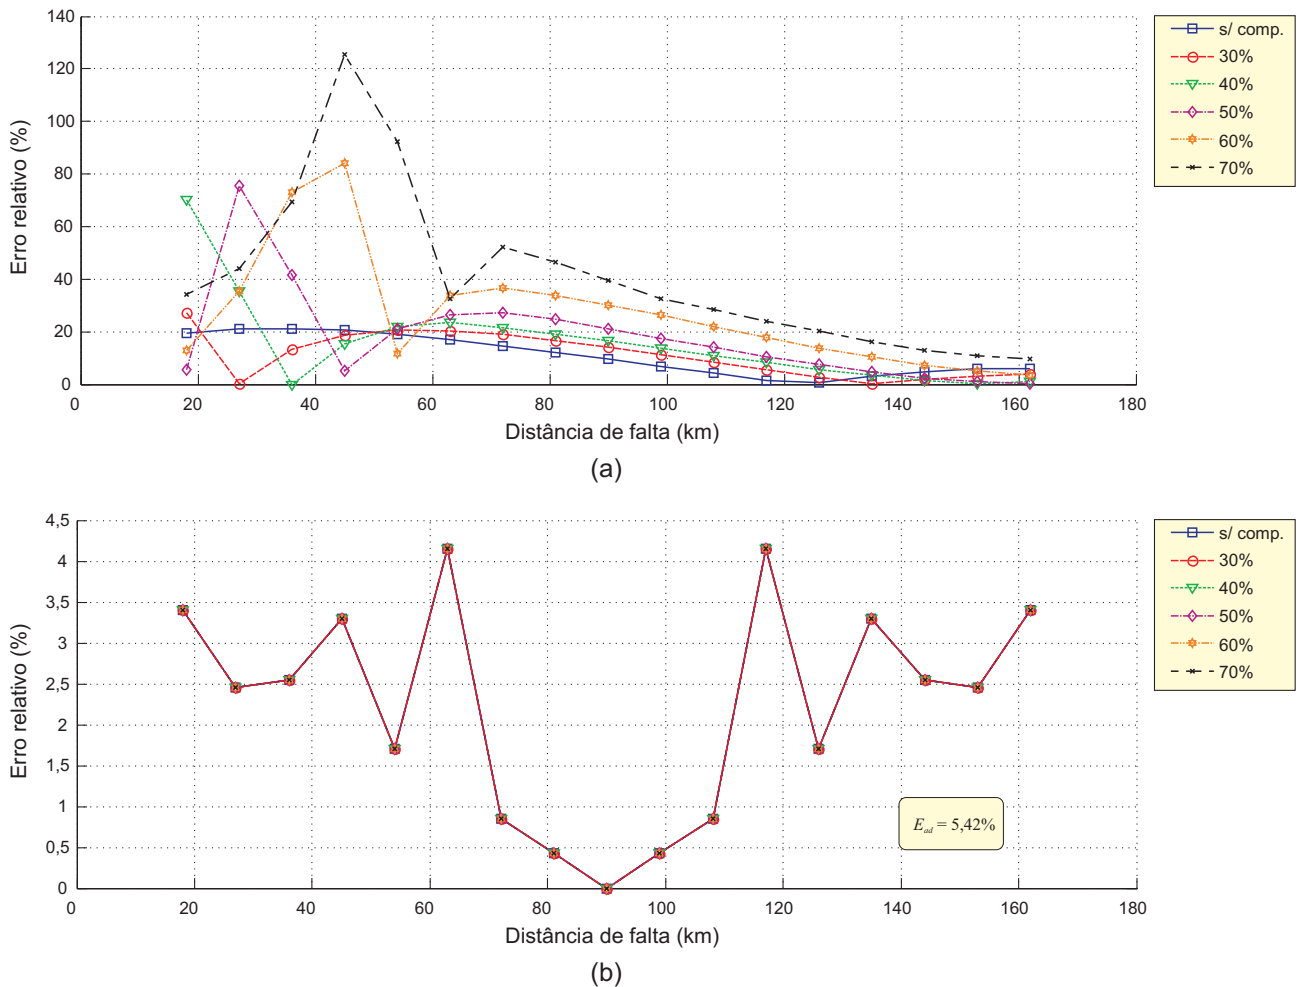 140
120
100
80
60
40
20
0
Erro relativo (%)
0 20 40 60 80 100 120 140 160 180
Distância de falta (km)
(a)
s/ comp.
30%
40%
50%
60%
70%
4,5
4
3,5
3
2,5
2
1,5
1
0,5
0
Erro relativo (%)
0 20 40 60 80 100 120 140 160 180
Distância de falta (km)
(b)
s/ comp.
30%
40%
50%
60%
70%
E_ad = 5,42%